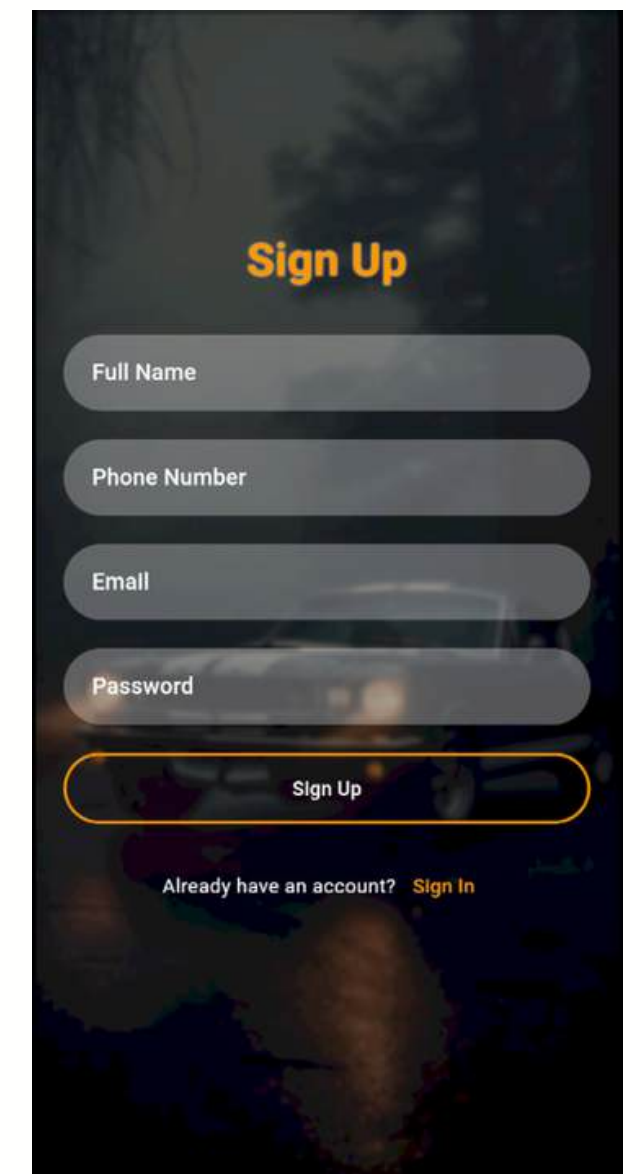 Sign Up
Full Name
Phone Number
Email
Password
Sign Up
Already have an account? Sign In